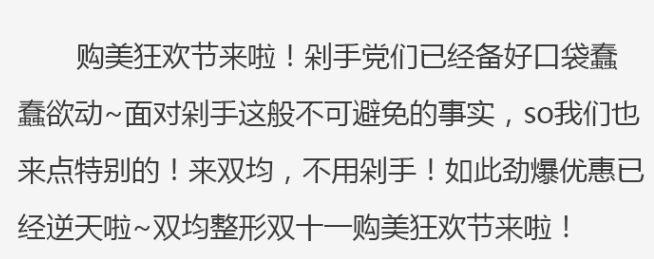 购美狂欢节来啦！剁手党们已经备好口袋蠢
蠢欲动~面对剁手这般不可避免的事实，so我们也
来点特别的！来双均，不用剁手！如此劲爆优惠已
经逆天啦~双均整形双十一购美狂欢节来啦！